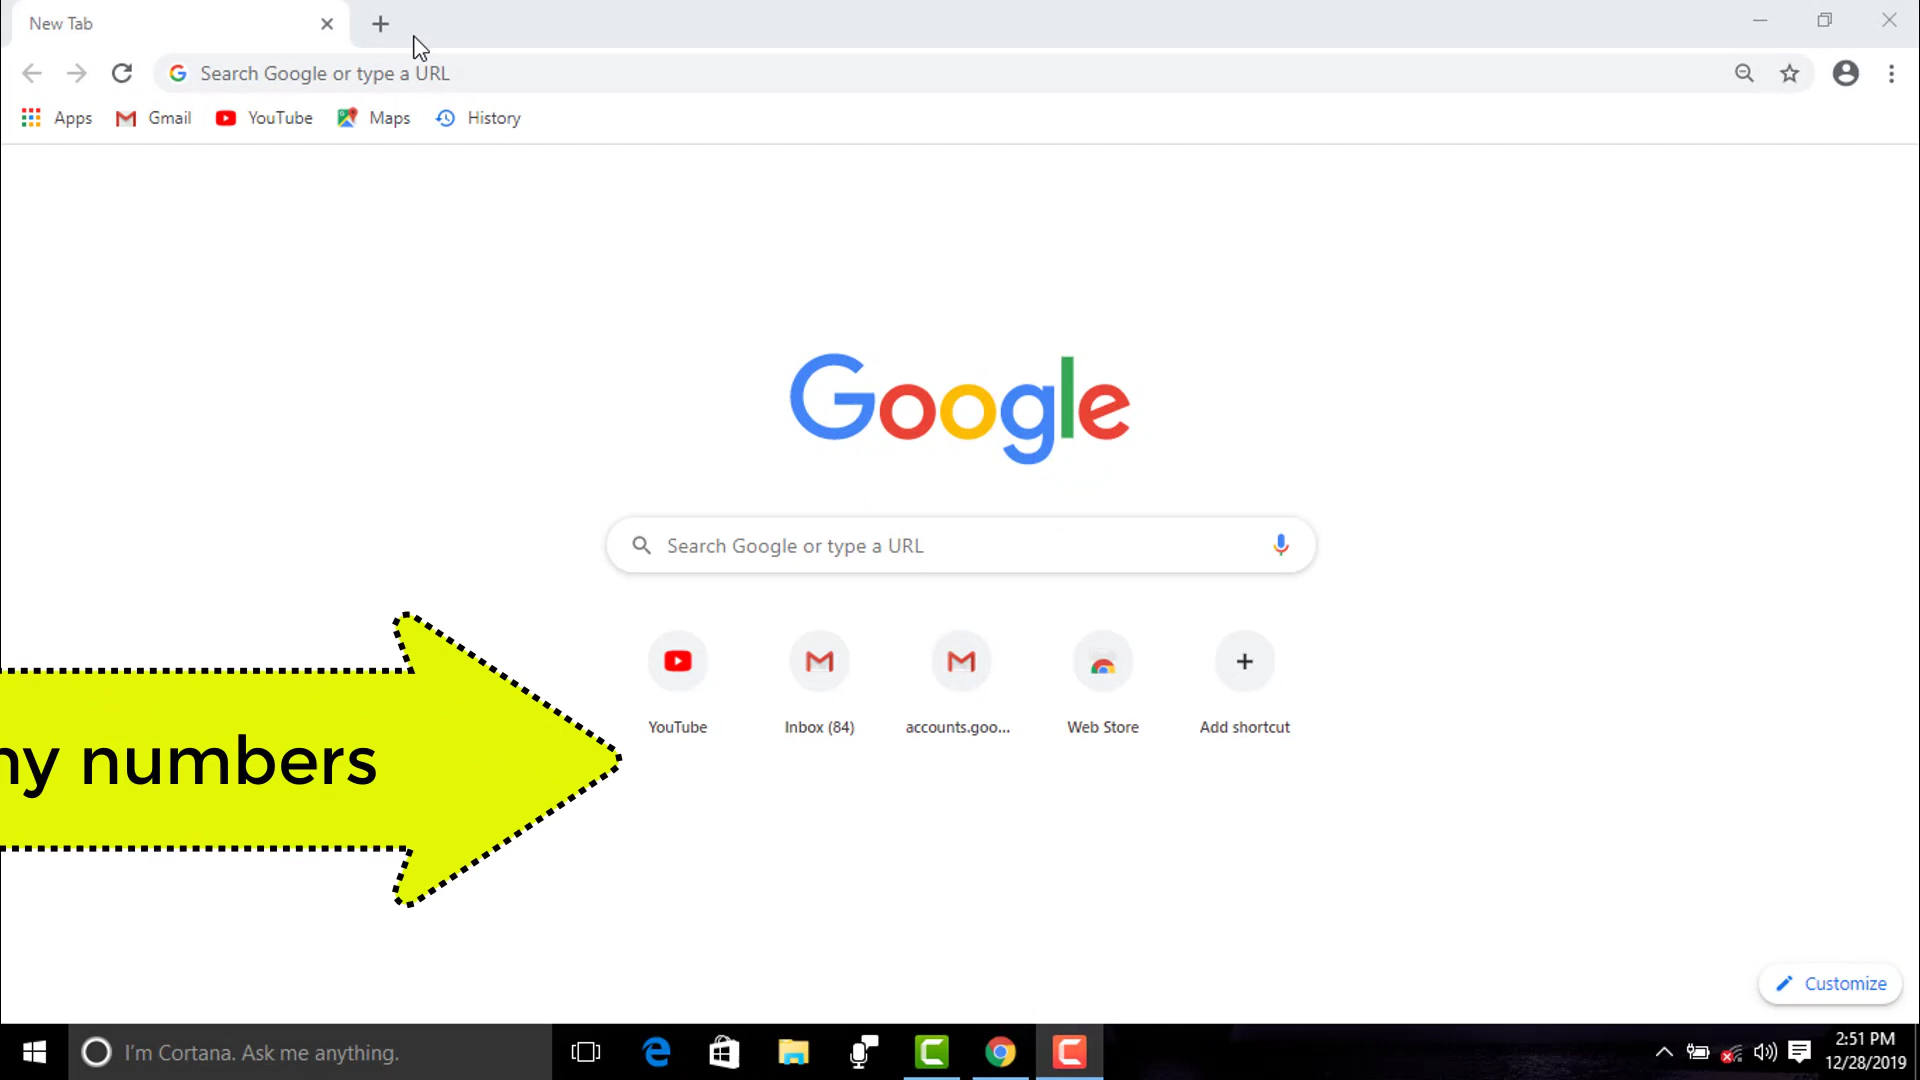 New Tab
Search Google or type a URL
Apps Gmail YouTube Maps History
Google
Search Google or type a URL
YouTube Inbox (84) accounts.goo... Web Store Add shortcut
numbers
Customize
I'm Cortana. Ask me anything.
2:51 PM
12/28/2019